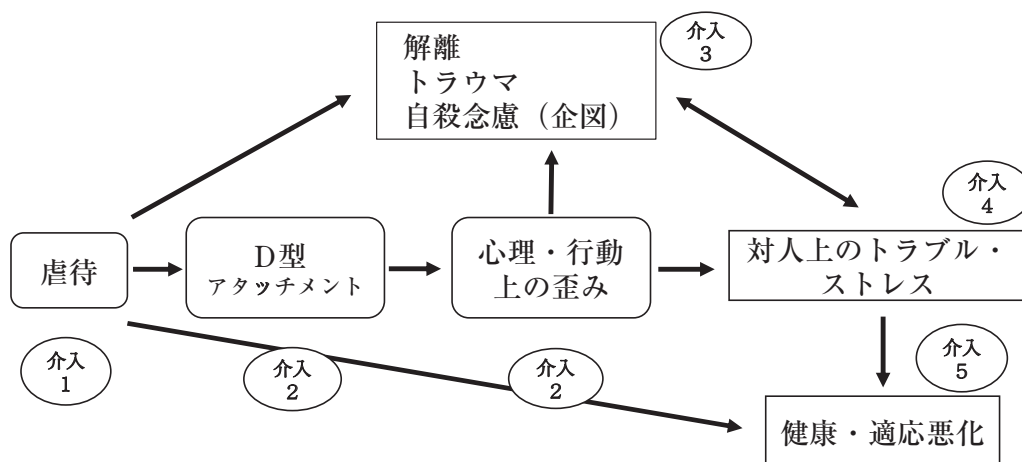 介入
3
解離
トラウマ
自殺念慮（企図）
介入
4
虐待
D型
アタッチメント
心理・行動
上の歪み
対人上のトラブル・
ストレス
介入
1
介入
2
介入
2
介入
5
健康・適応悪化